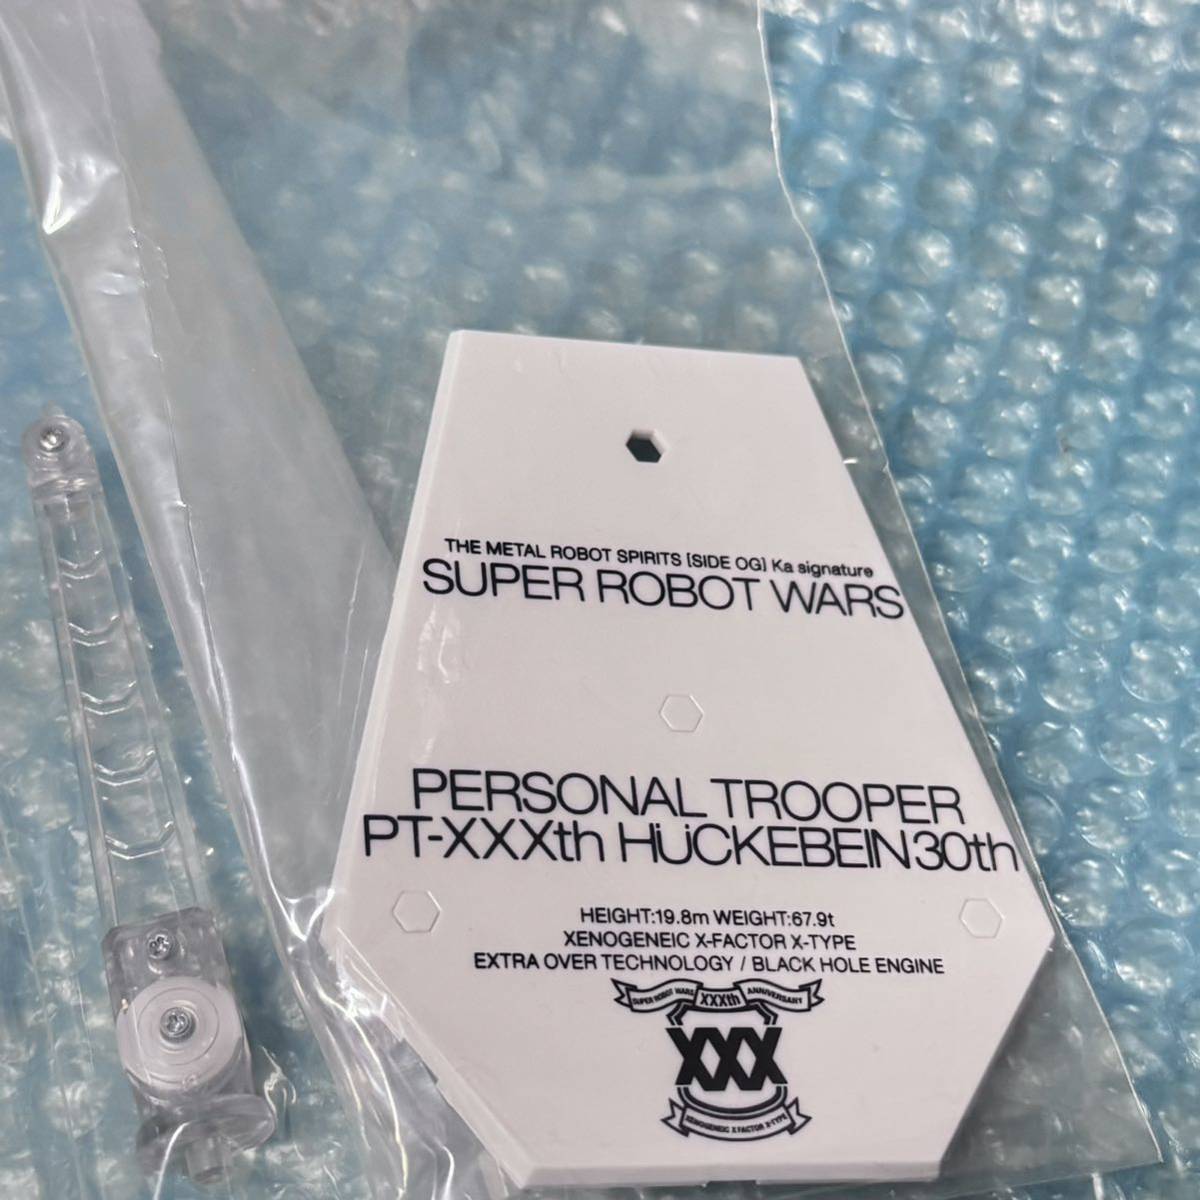 THE METAL ROBOT SPIRITS [SIDE OG] Ka signature
SUPER ROBOT WARS
PERSONAL TROOPER
PT-XXXth HüCKEBEIN 30th
HEIGHT:19.8m WEIGHT:67.9t
XENOGENEIC X-FACTOR X-TYPE
EXTRA OVER TECHNOLOGY / BLACK HOLE ENGINE
SUPER ROBOT WARS XXXth ANNIVERSARY
XXX
XENOGENEIC X FACTOR X-TYPE